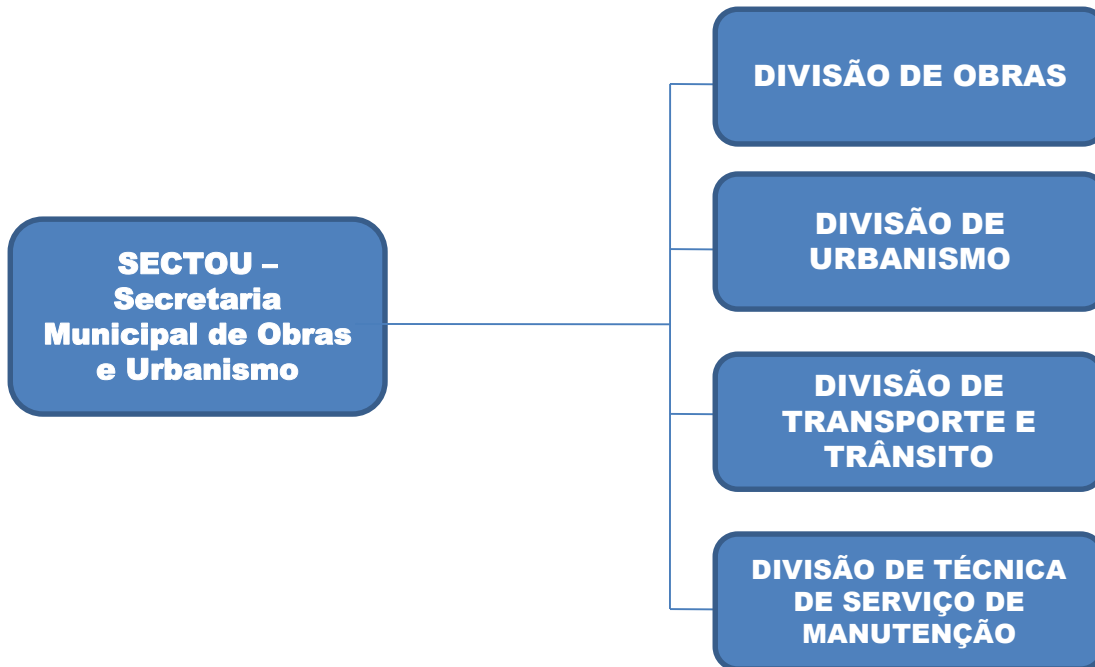 SECTOU –
Secretaria
Municipal de Obras
e Urbanismo
DIVISÃO DE OBRAS
DIVISÃO DE
URBANISMO
DIVISÃO DE
TRANSPORTE E
TRÂNSITO
DIVISÃO DE TÉCNICA
DE SERVIÇO DE
MANUTENÇÃO